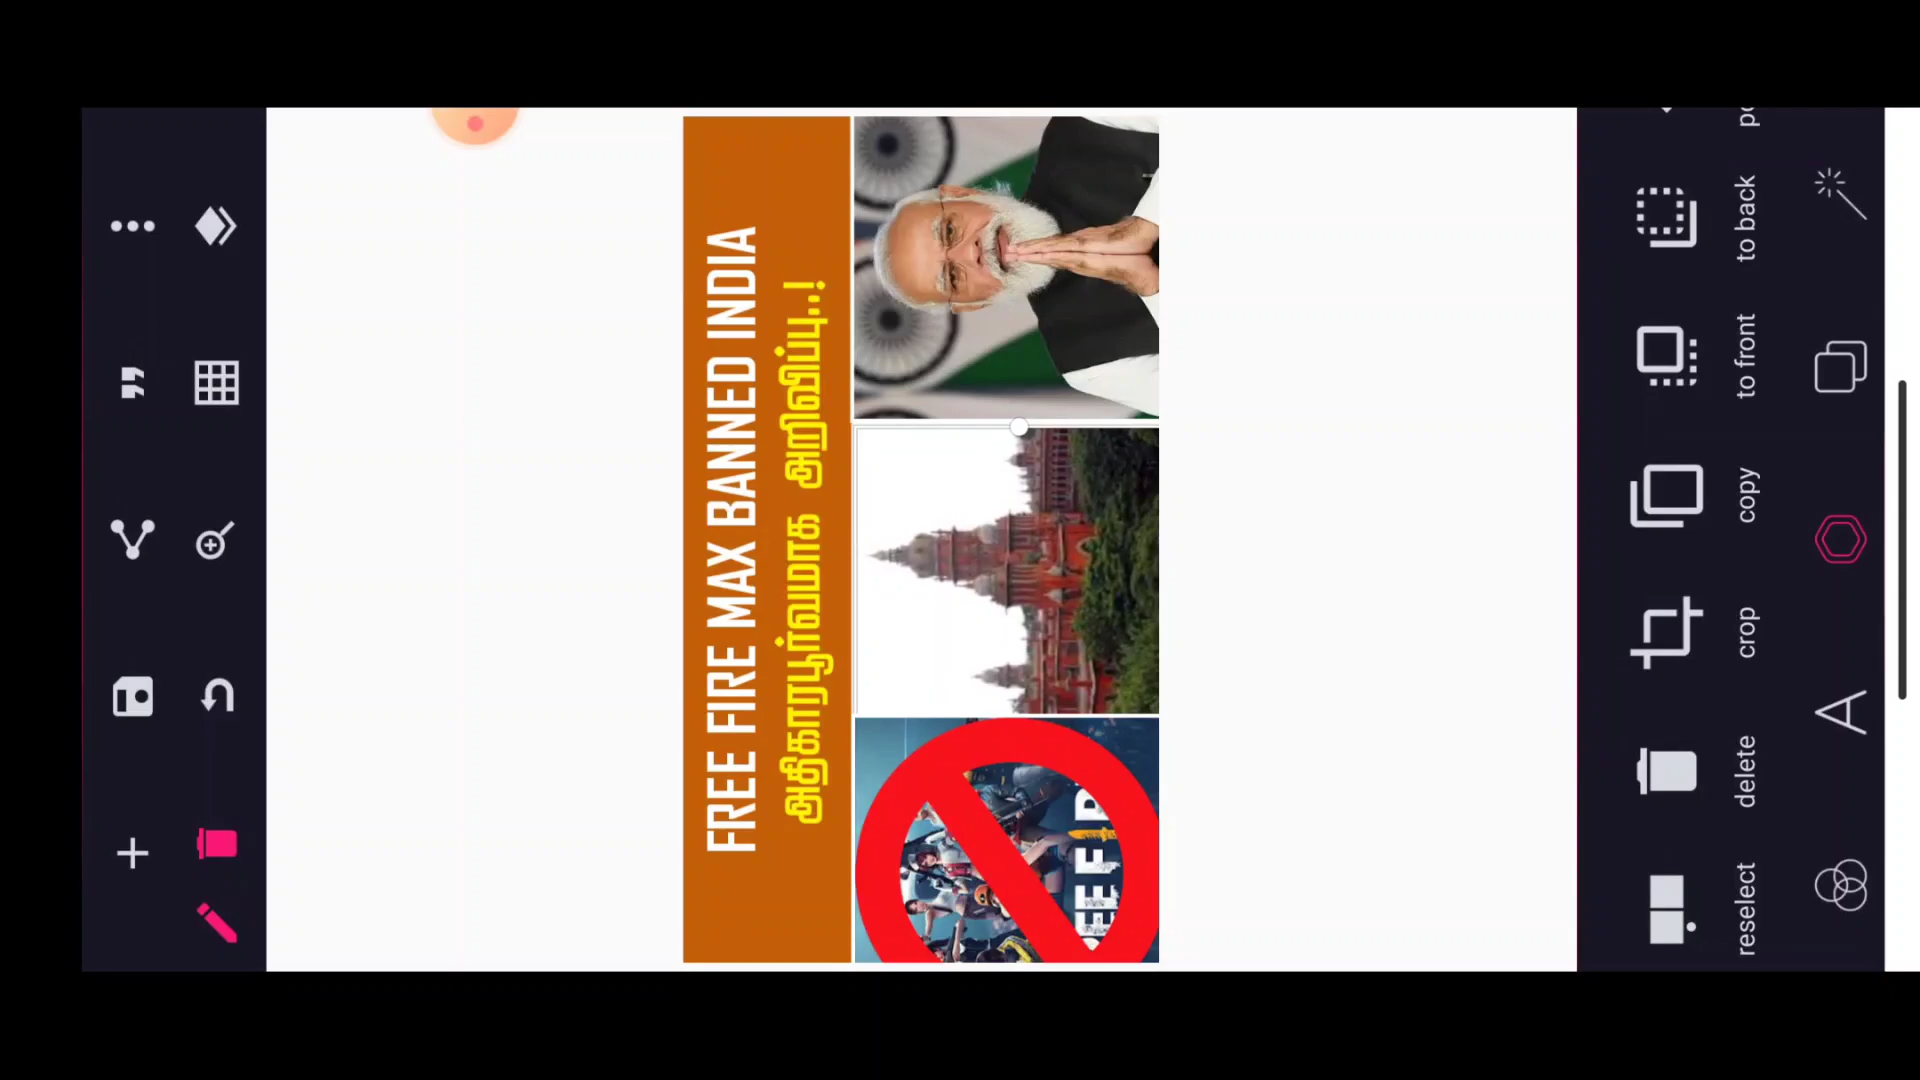 FREE FIRE MAX BANNED INDIA
அதிகாரபூர்வமாக அறிவிப்பு..!
reselect
delete
crop
copy
to front
to back